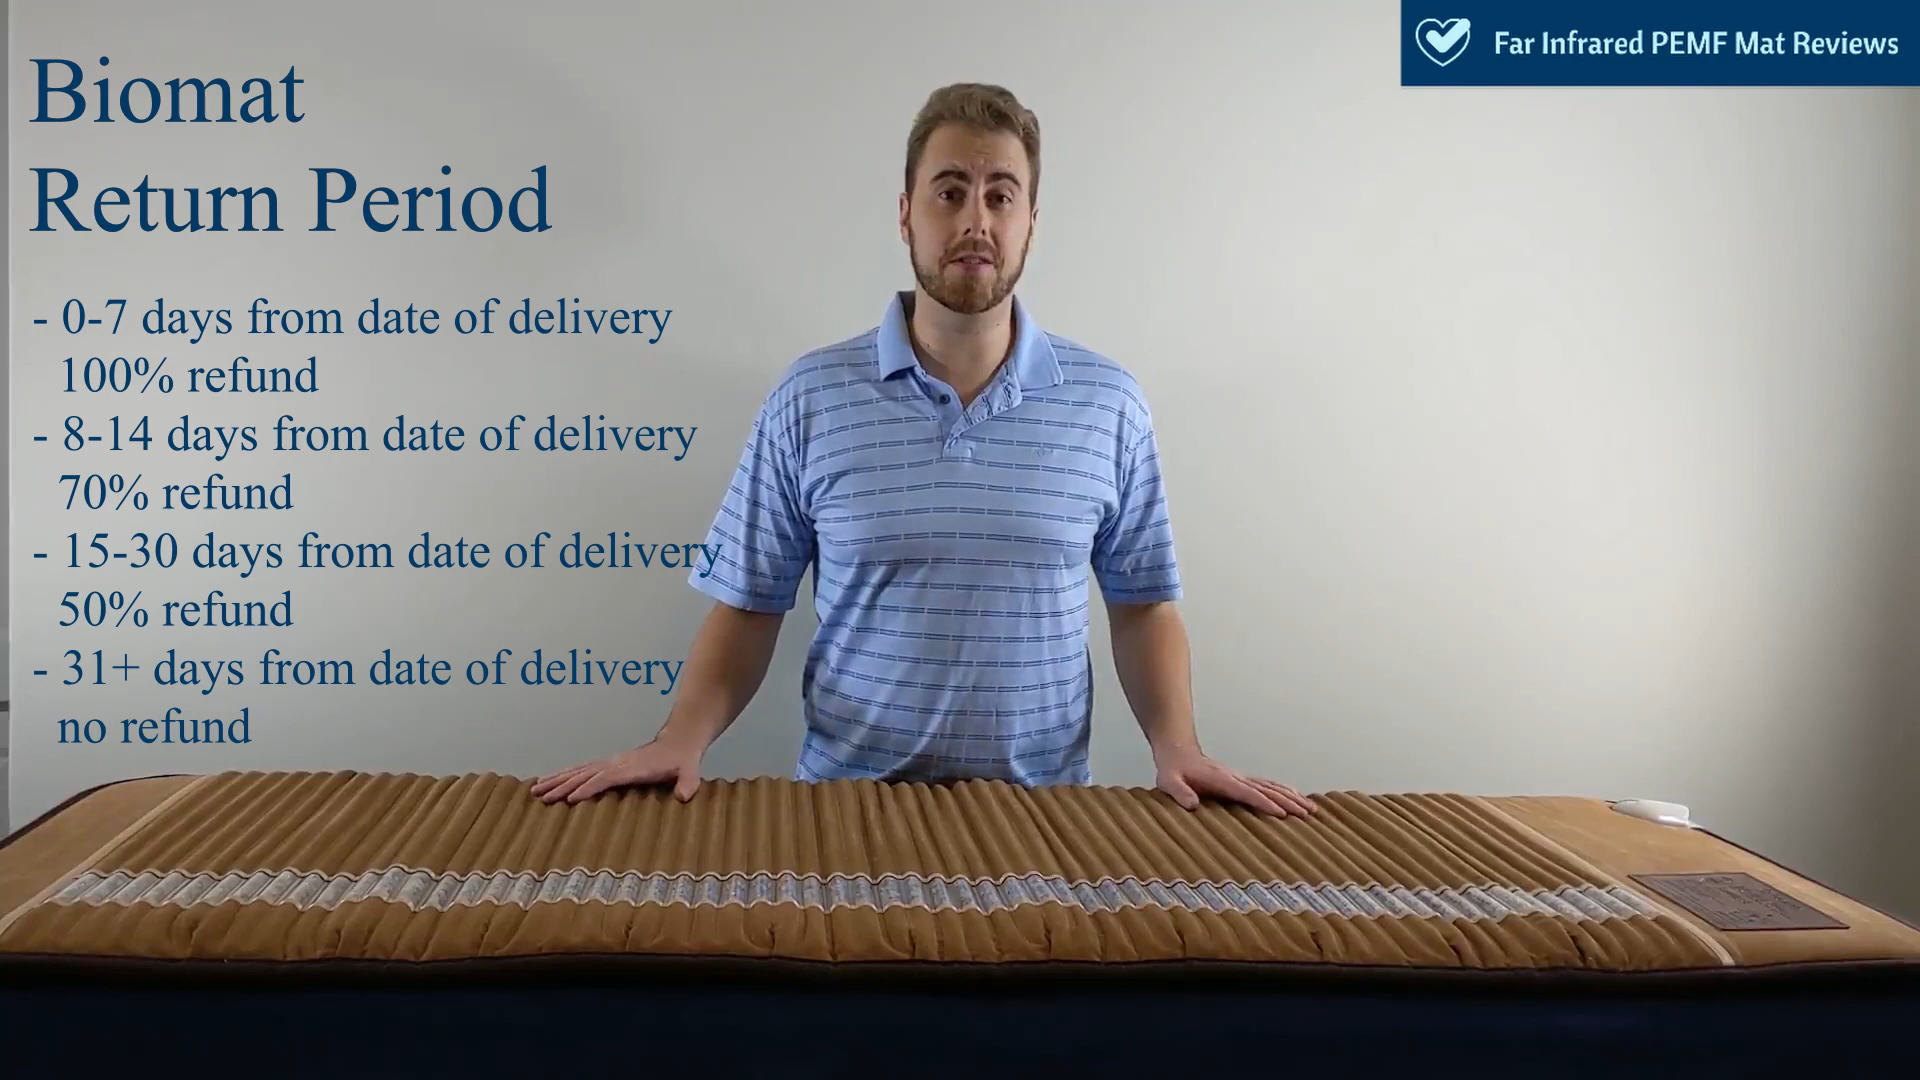 Far Infrared PEMF Mat Reviews
Biomat
Return Period
- 0-7 days from date of delivery
100% refund
- 8-14 days from date of delivery
70% refund
- 15-30 days from date of delivery
50% refund
- 31+ days from date of delivery
no refund